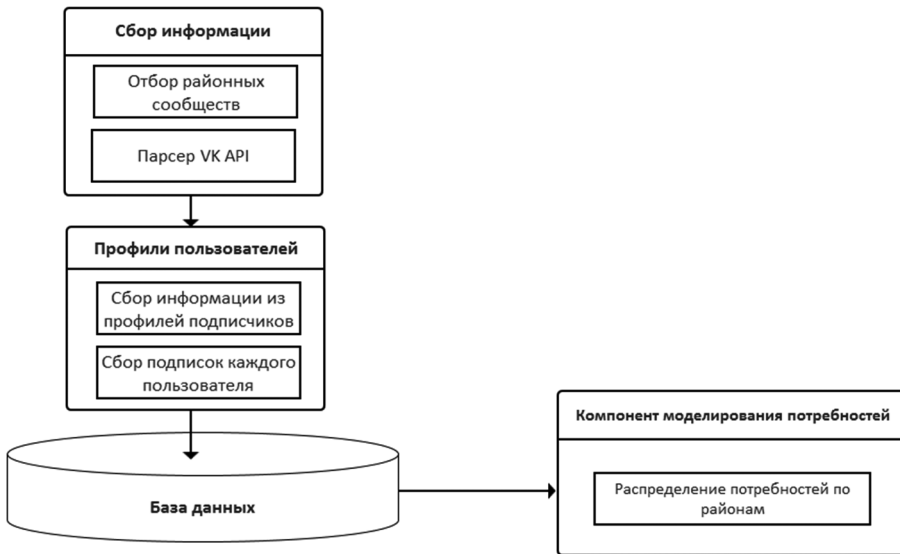 Сбор информации
Отбор районных
сообществ
Парсер VK API
Профили пользователей
Сбор информации из
профилей подписчиков
Сбор подписок каждого
пользователя
База данных
Компонент моделирования потребностей
Распределение потребностей по
районам